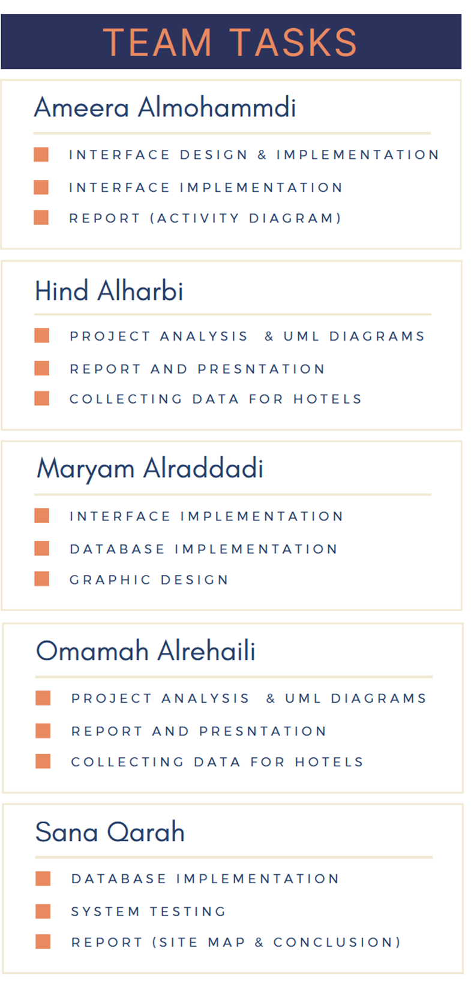 TEAM TASKS
Ameera Almohammdi
INTERFACE DESIGN & IMPLEMENTATION
INTERFACE IMPLEMENTATION
REPORT (ACTIVITY DIAGRAM)
Hind Alharbi
PROJECT ANALYSIS & UML DIAGRAMS
REPORT AND PRESNTATION
COLLECTING DATA FOR HOTELS
Maryam Alraddadi
INTERFACE IMPLEMENTATION
DATABASE IMPLEMENTATION
GRAPHIC DESIGN
Omamah Alrehaili
PROJECT ANALYSIS & UML DIAGRAMS
REPORT AND PRESNTATION
COLLECTING DATA FOR HOTELS
Sana Qarah
DATABASE IMPLEMENTATION
SYSTEM TESTING
REPORT (SITE MAP & CONCLUSION)